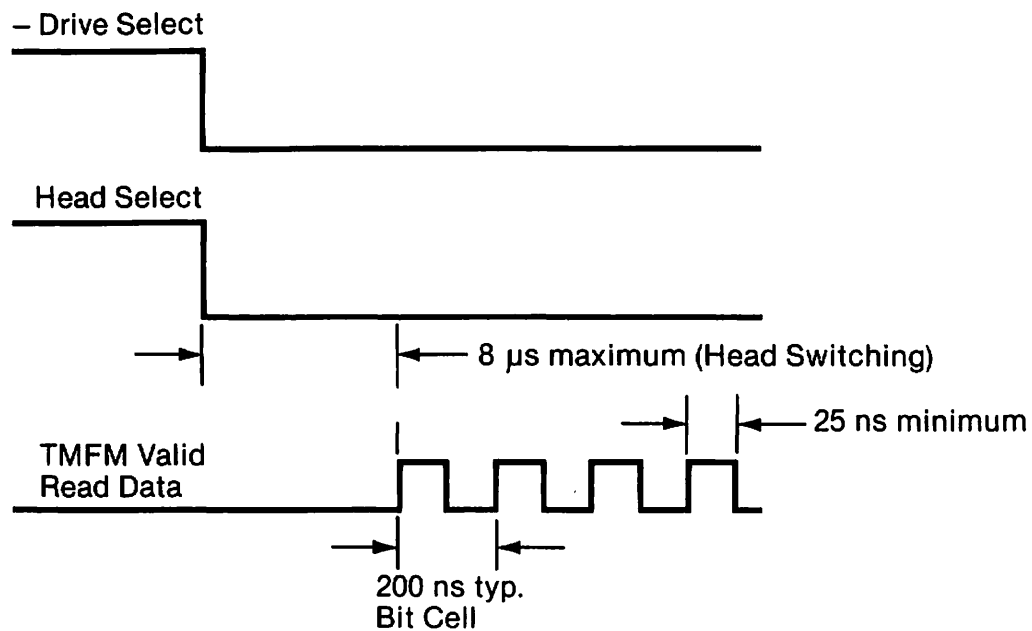 – Drive Select
Head Select
8 µs maximum (Head Switching)
25 ns minimum
TMFM Valid
Read Data
200 ns typ.
Bit Cell